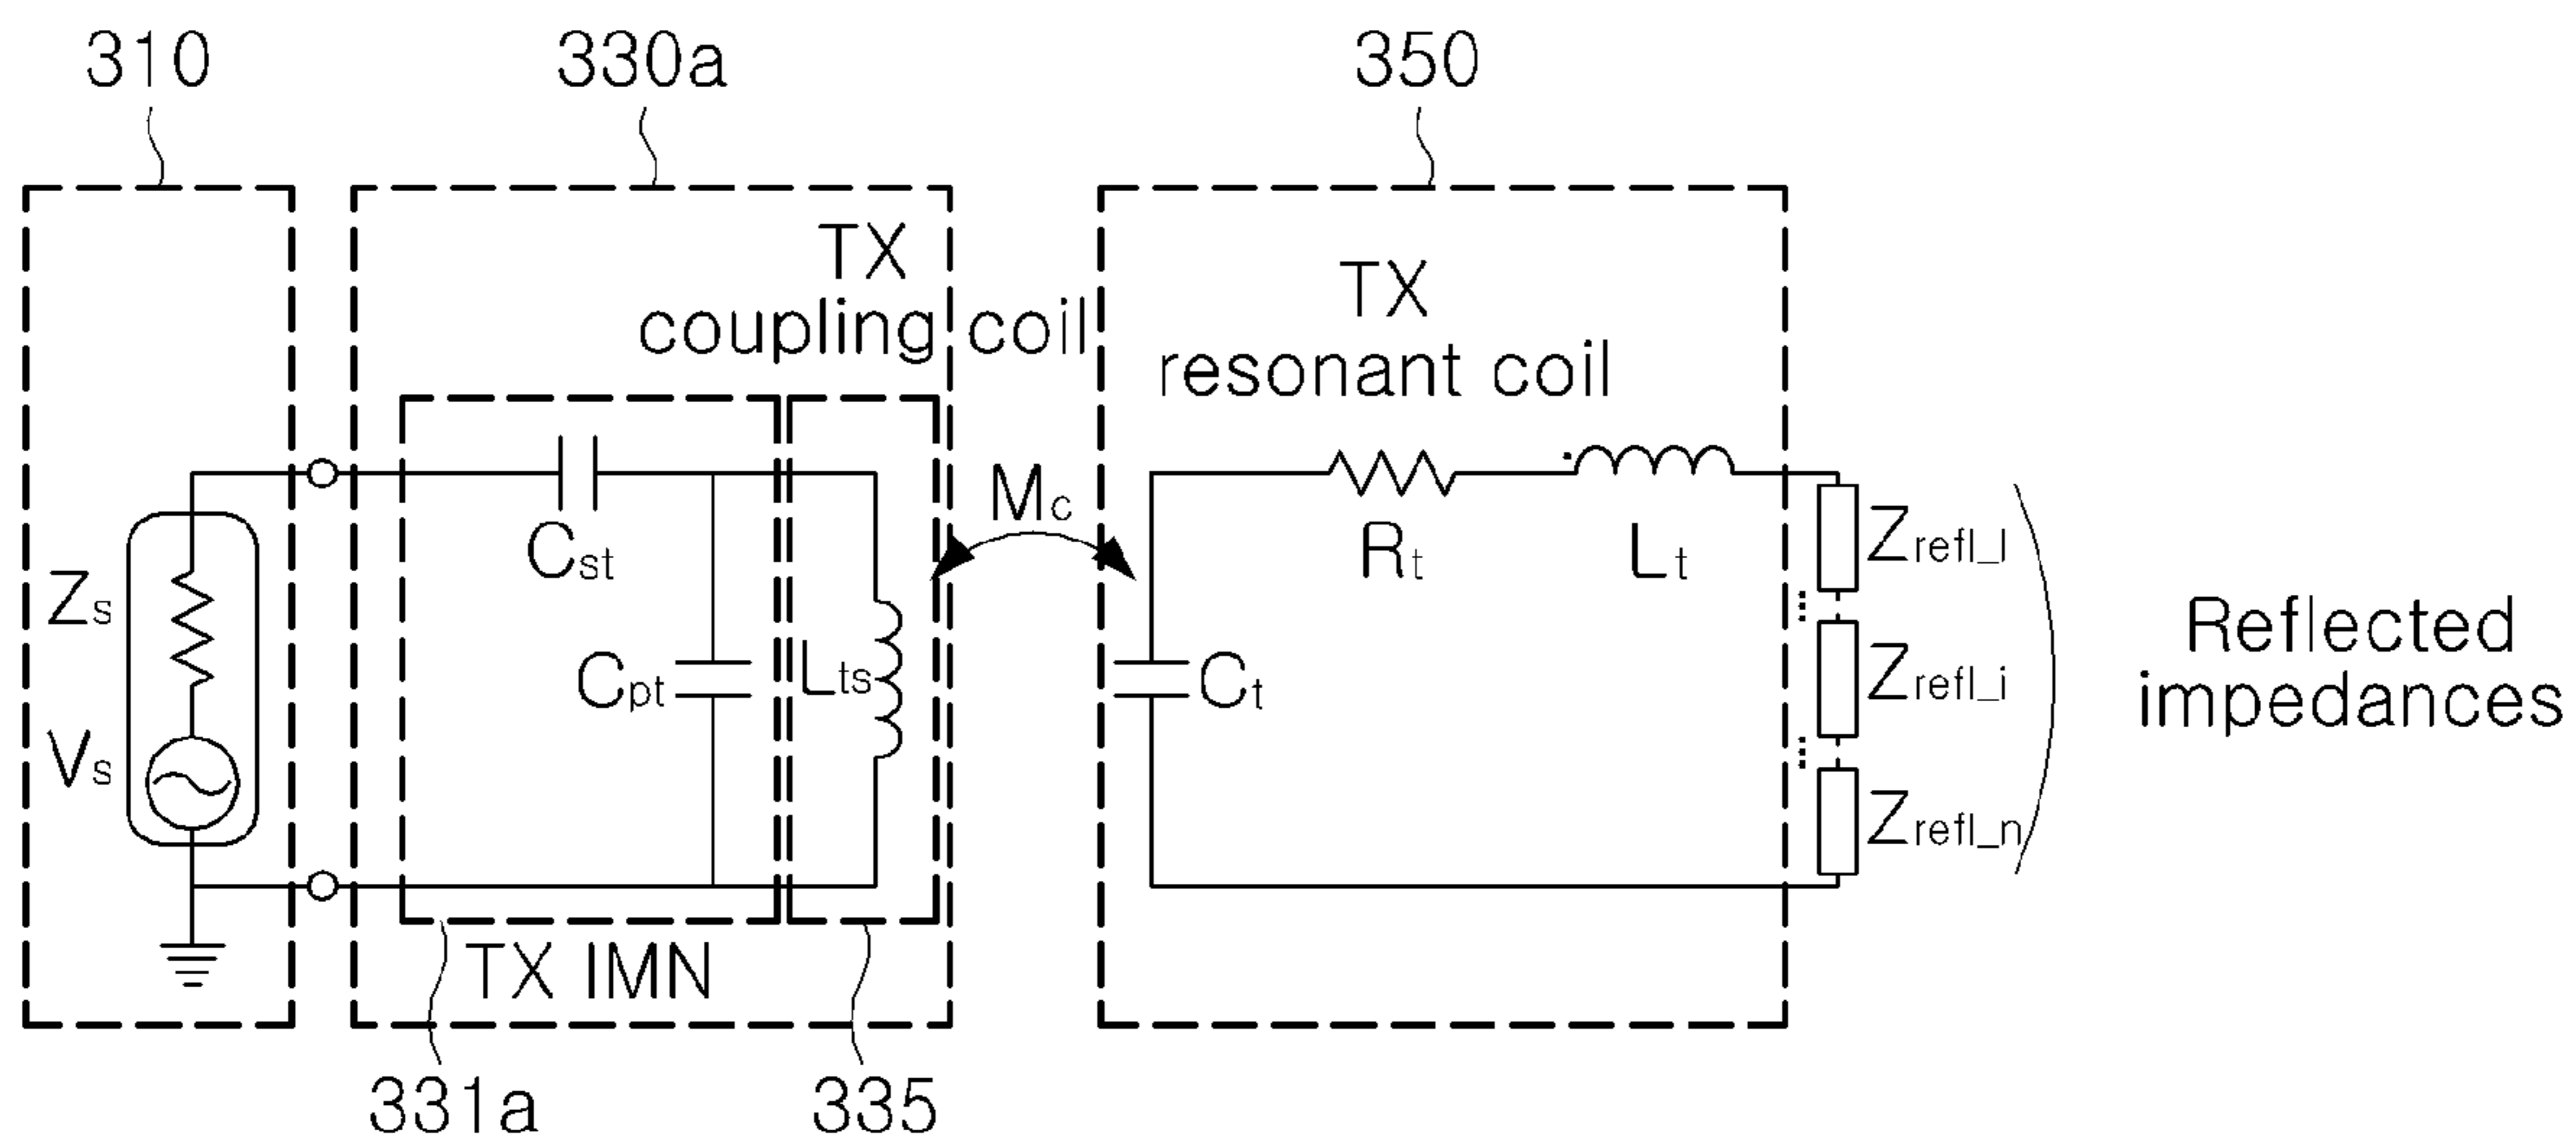 310
330a
350
TX
coupling coil
TX
resonant coil
Mc
Cst
Rt
Lt
Zrefl_l
Zs
Cpt
Lts
Ct
Zrefl_i
Reflected
impedances
Vs
Zrefl_n
TX IMN
331a
335